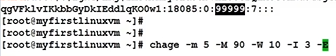 qgVFklvIKkbbGyDkIEddlqKO0w1:18085:0:99999:7:::
[root@myfirstlinuxvm ~]#
[root@myfirstlinuxvm ~]#
[root@myfirstlinuxvm ~]# chage -m 5 -M 90 -W 10 -I 3 -E